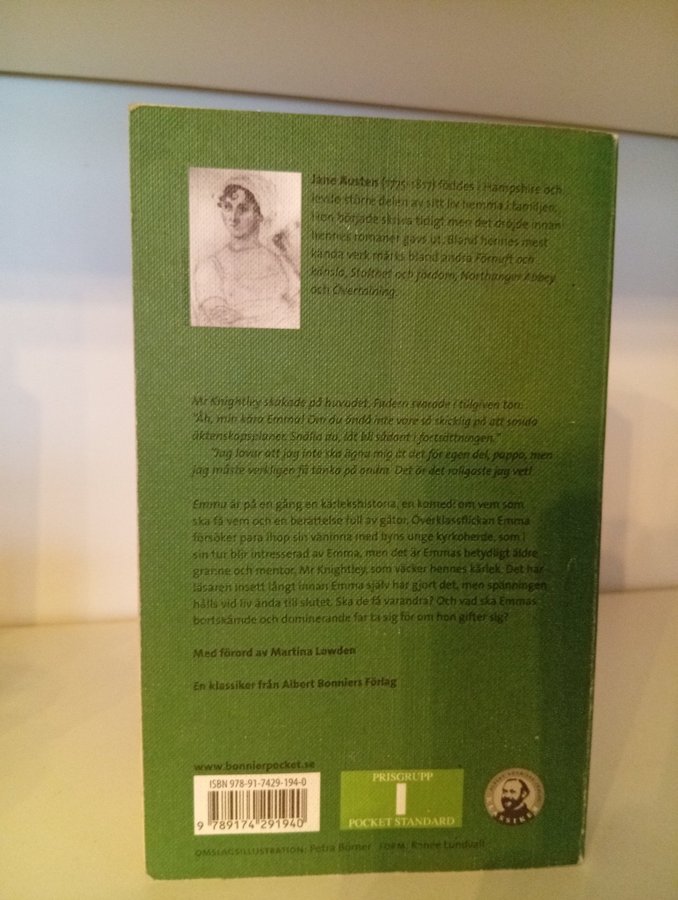 Jane Austen (1775-1817) föddes i Hampshire och
levde större delen av sitt liv hemma i familjen.
Hon började skriva tidigt men det dröjde innan
hennes romaner gavs ut. Bland hennes mest
kända verk märks bland andra Förnuft och
känsla, Stolthet och fördom, Northanger Abbey
och Övertalning.
Mr Knightley skakade på huvudet. Fadern svarade i tillgiven ton:
"Åh, min kära Emma! Om du ändå inte vore så skicklig på att smida
äktenskapsplaner. Snälla du, låt bli sådant i fortsättningen."
"Jag lovar att jag inte ska ägna mig åt det för egen del, pappa, men
jag måste verkligen få tänka på andra. Det är det roligaste jag vet!
Emma är på en gång en kärlekshistoria, en komedi om vem som
ska få vem och en berättelse full av gåtor. Överklassflickan Emma
försöker para ihop sin väninna med byns unge kyrkoherde, som i
sin tur blir intresserad av Emma, men det är Emmas betydligt äldre
granne och mentor, Mr Knightley, som väcker hennes kärlek. Det har
läsaren insett långt innan Emma själv har gjort det, men spänningen
hålls vid liv ända till slutet. Ska de få varandra? Och vad ska Emmas
bortskämde och dominerande far ta sig för om hon gifter sig?
Med förord av Martina Lowden
En klassiker från Albert Bonniers Förlag
www.bonnierpocket.se
ISBN 978-91-7429-194-0
9 789174 291940
PRISGRUPP
1
POCKET STANDARD
OMSLAGSILLUSTRATION: Petra Börner FORM: Ranée Lundvall